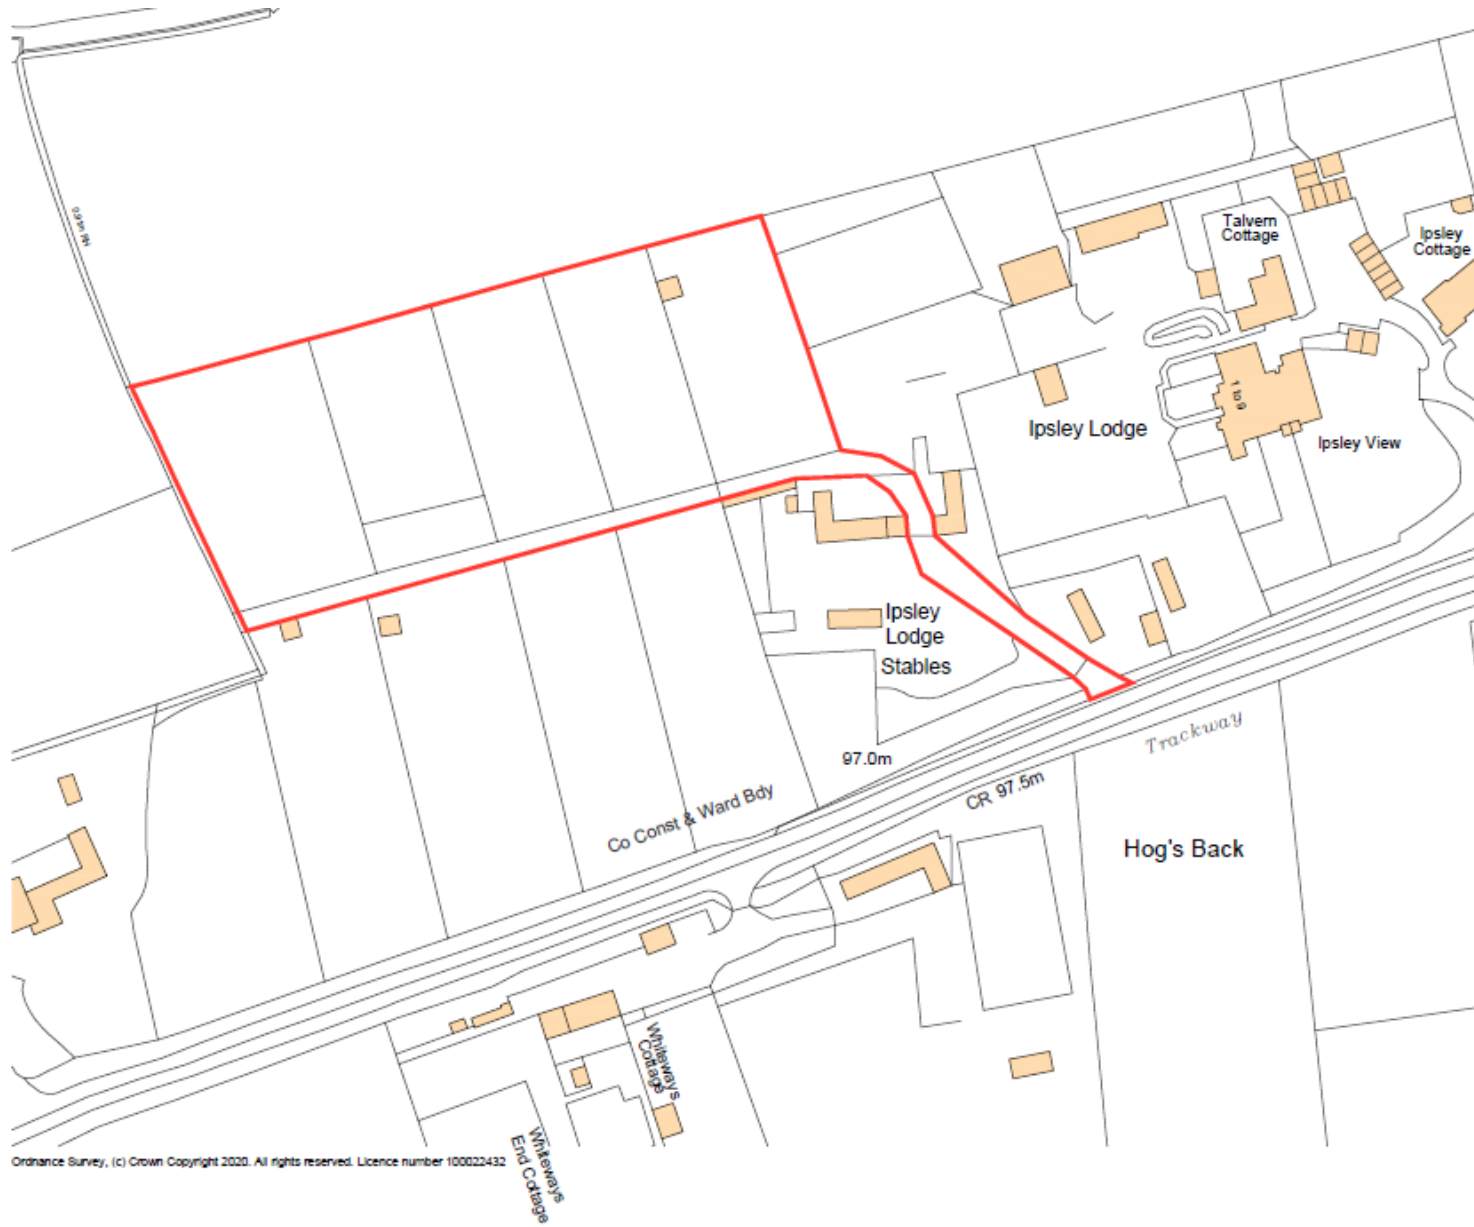 Talvern
Cottage
Ipsley
Cottage
1 to 9
Ipsley Lodge
Ipsley View
Ipsley
Lodge
Stables
Trackway
97.0m
CR 97.5m
Co Const & Ward Bdy
Hog's Back
Whiteways
Cottage
Whiteways
End Cottage
Ordnance Survey, (c) Crown Copyright 2020. All rights reserved. Licence number 100022432